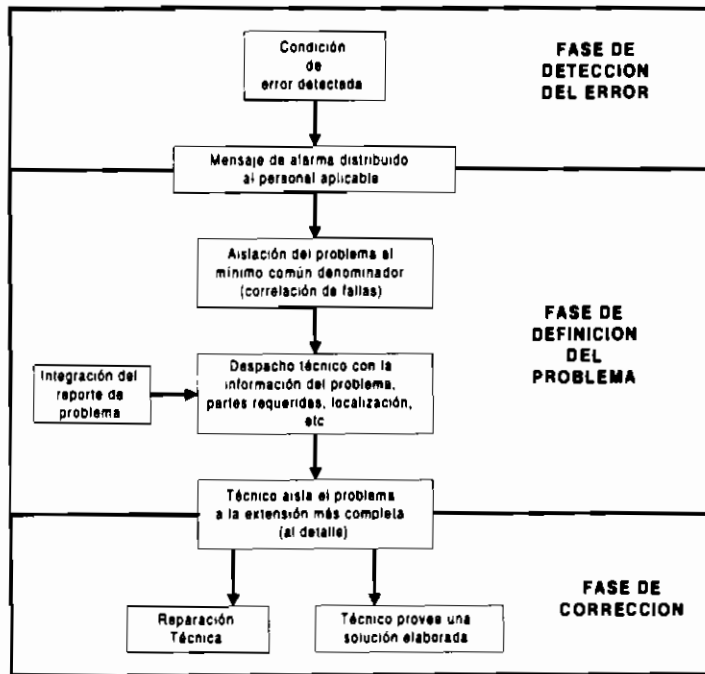 Condición
de
error detectada
FASE DE
DETECCION
DEL ERROR
Mensaje de alarma distribuido
al personal aplicable
Aislación del problema al
mínimo común denominador
(correlación de fallas)
FASE DE
DEFINICION
DEL
PROBLEMA
Integración del
reporte de
problema
Despacho técnico con la
información del problema,
partes requeridas, localización,
etc
Técnico aisla el problema
a la extensión más completa
(al detalle)
FASE DE
CORRECCION
Reparación
Técnica
Técnico provee una
solución elaborada